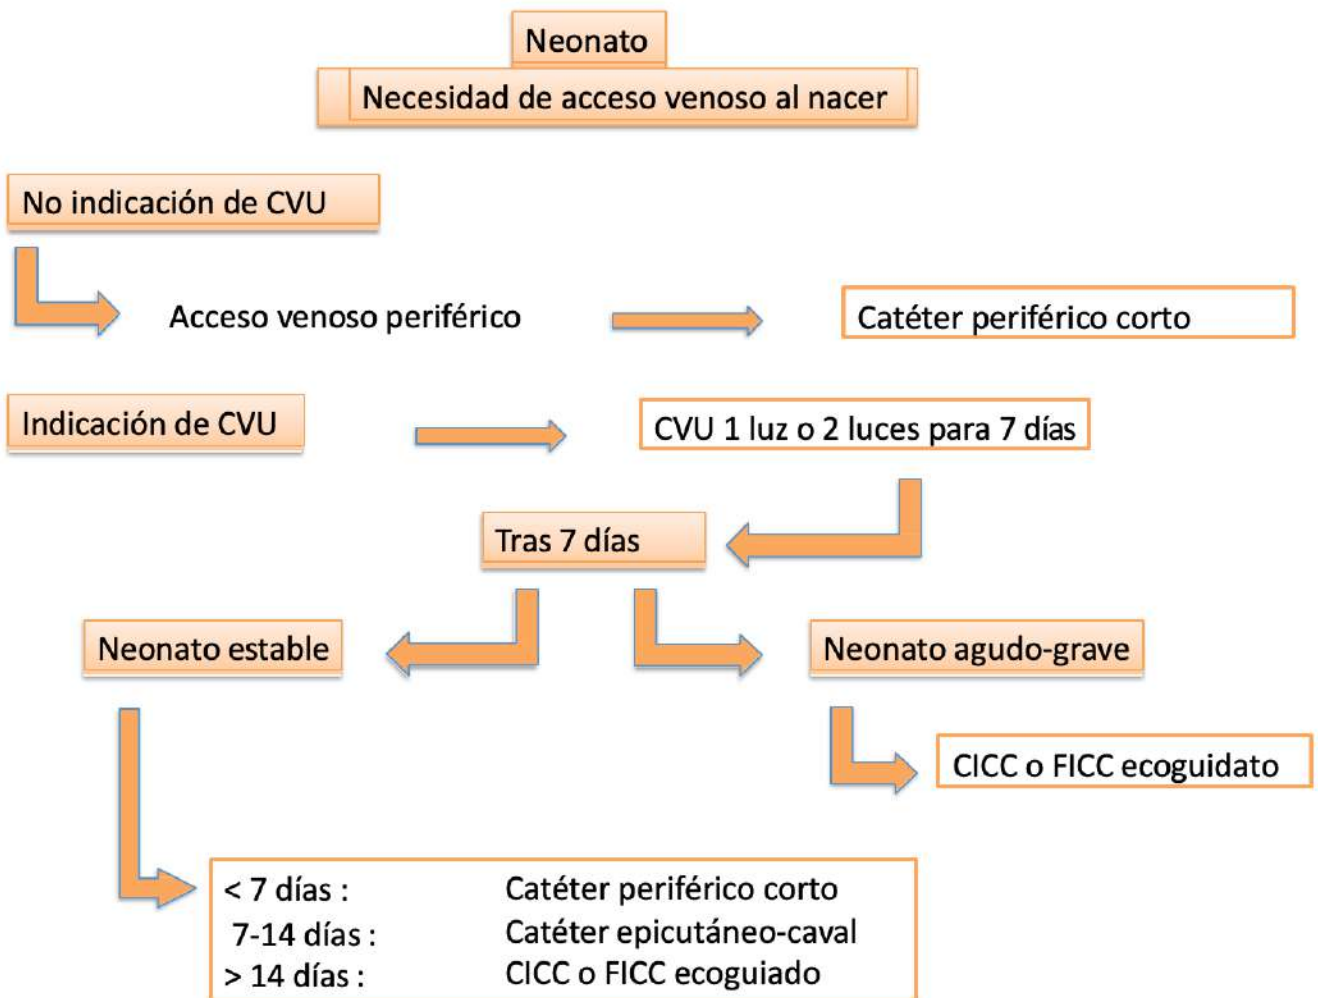 Neonato
Necesidad de acceso venoso al nacer
No indicación de CVU
Acceso venoso periférico
Catéter periférico corto
Indicación de CVU
CVU 1 luz o 2 luces para 7 días
Tras 7 días
Neonato estable
Neonato agudo-grave
CICC o FICC ecoguidato
< 7 días : Catéter periférico corto
7-14 días : Catéter epicutáneo-caval
> 14 días : CICC o FICC ecoguiado